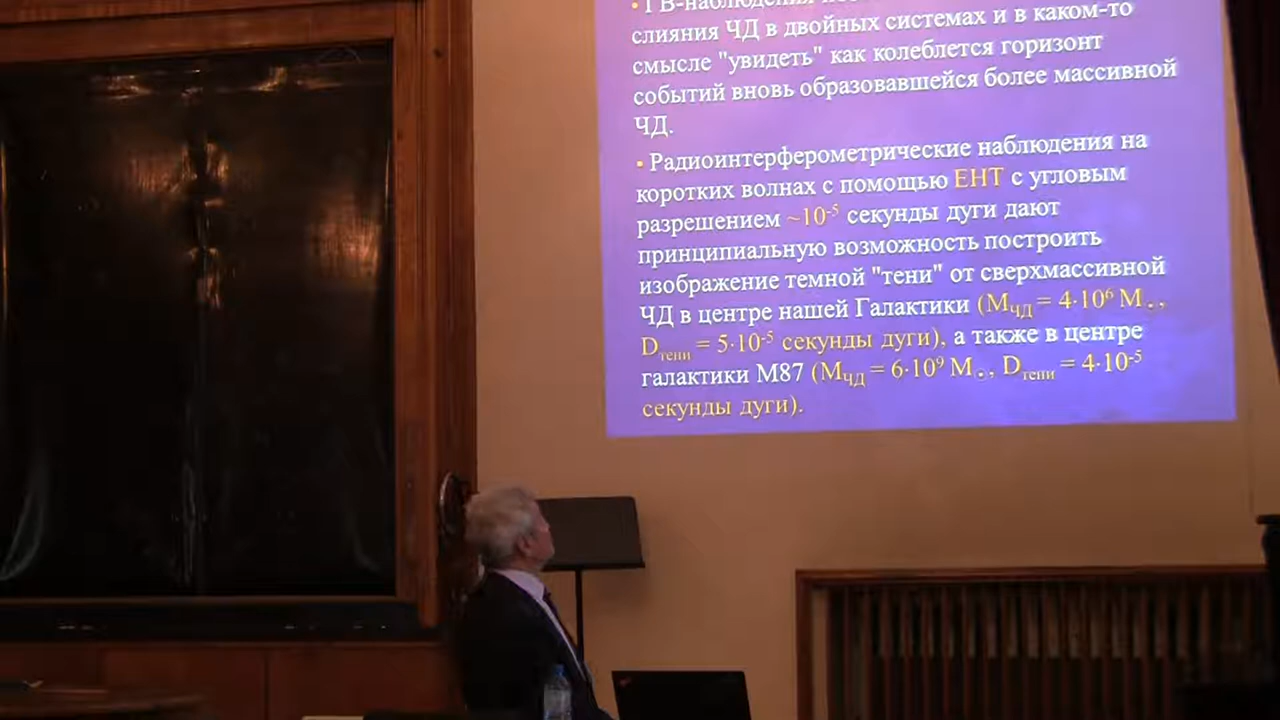 • ГВ-наблюдения
слияния ЧД в двойных системах и в каком-то
смысле "увидеть" как колеблется горизонт
событий вновь образовавшейся более массивной
ЧД.
• Радиоинтерферометрические наблюдения на
коротких волнах с помощью EHT с угловым
разрешением ~10⁻⁵ секунды дуги дают
принципиальную возможность построить
изображение темной "тени" от сверхмассивной
ЧД в центре нашей Галактики (MЧД = 4·10⁶ M☉,
Dтени = 5·10⁻⁵ секунды дуги), а также в центре
галактики M87 (MЧД = 6·10⁹ M☉, Dтени = 4·10⁻⁵
секунды дуги).